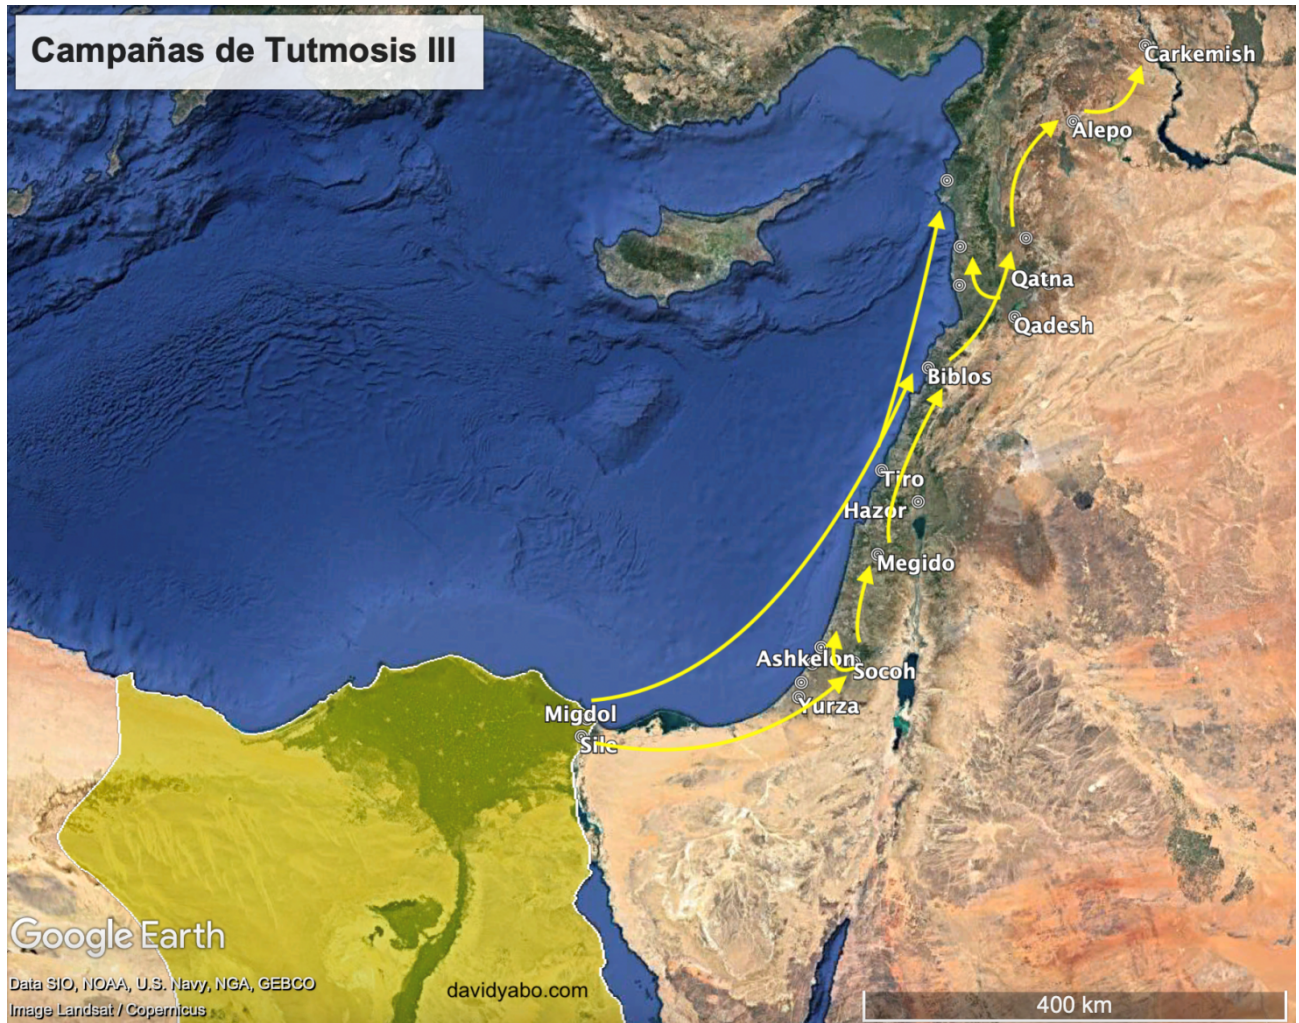 Campañas de Tutmosis III
Carkemish
Alepo
Qatna
Qadesh
Biblos
Tiro
Hazor
Megido
Ashkelon
Socoh
Yurza
Migdol
Sile
Google Earth
Data SIO, NOAA, U.S. Navy, NGA, GEBCO
Image Landsat / Copernicus
davidyabo.com
400 km